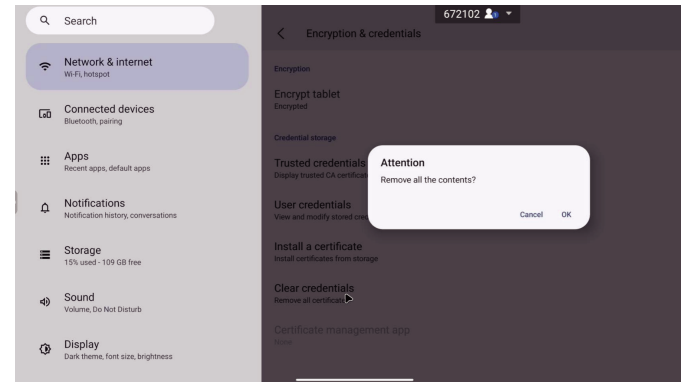 Search
Network & internet
Wi-Fi, hotspot
Connected devices
Bluetooth, pairing
Apps
Recent apps, default apps
Notifications
Notification history, conversations
Storage
15% used - 109 GB free
Sound
Volume, Do Not Disturb
Display
Dark theme, font size, brightness
672102
Encryption & credentials
Encryption
Encrypt tablet
Encrypted
Credential storage
Trusted credentials
Display trusted CA
User credentials
View and modify stored
Install a certificate
Install certificates from storage
Clear credentials
Remove all
Certificate management app
None
Attention
Remove all the contents?
Cancel OK